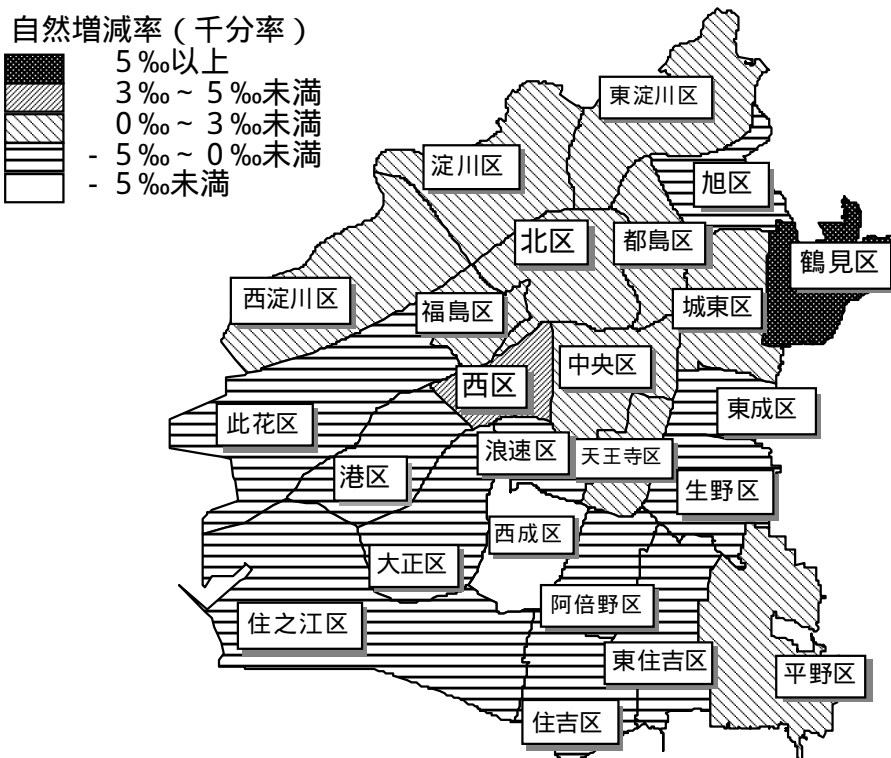 自然増減率（千分率）
5‰以上
3‰～5‰未満
0‰～3‰未満
-5‰～0‰未満
-5‰未満
東淀川区
淀川区
旭区
北区
都島区
鶴見区
西淀川区
福島区
城東区
中央区
西区
東成区
此花区
浪速区
天王寺区
港区
生野区
西成区
大正区
阿倍野区
住之江区
東住吉区
平野区
住吉区